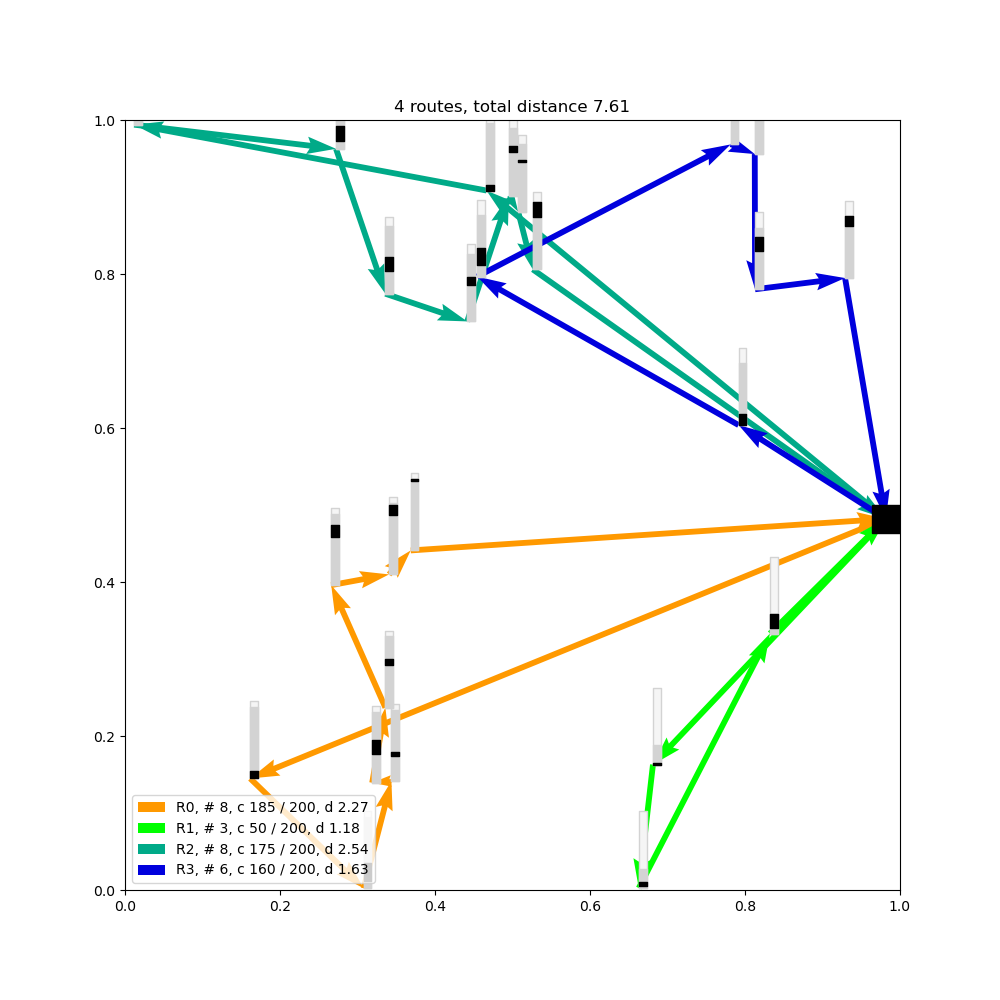 4 routes, total distance 7.61
1.0
0.8
0.6
0.4
0.2
0.0
R0, # 8, c 185 / 200, d 2.27
R1, # 3, c 50 / 200, d 1.18
R2, # 8, c 175 / 200, d 2.54
R3, # 6, c 160 / 200, d 1.63
0.0 0.2 0.4 0.6 0.8 1.0